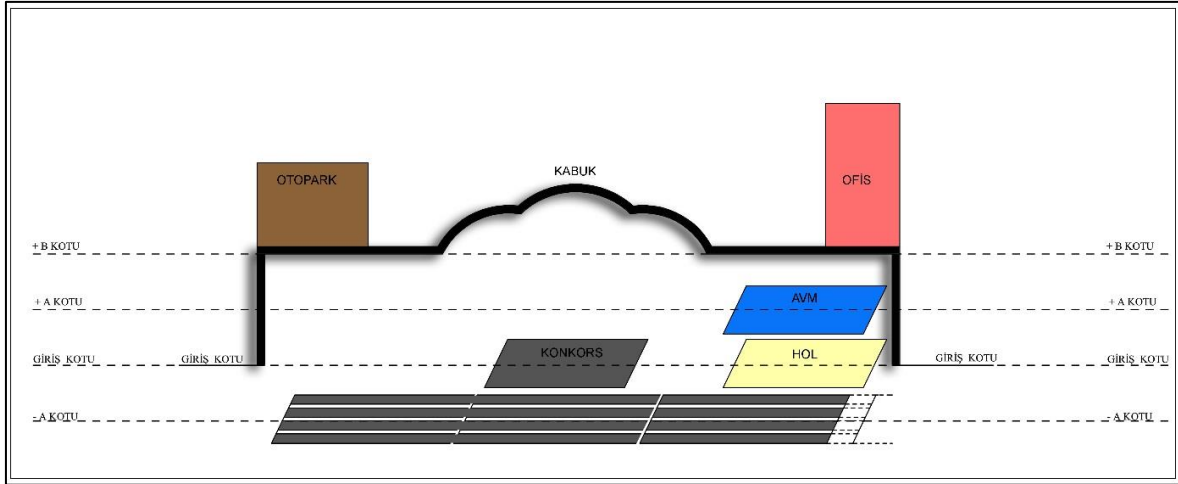 OTOPARK
KABUK
OFİS
+ B KOTU
+ B KOTU
+ A KOTU
AVM
+ A KOTU
GİRİŞ KOTU
GİRİŞ KOTU
KONKORS
HOL
GİRİŞ KOTU
GİRİŞ KOTU
- A KOTU
- A KOTU